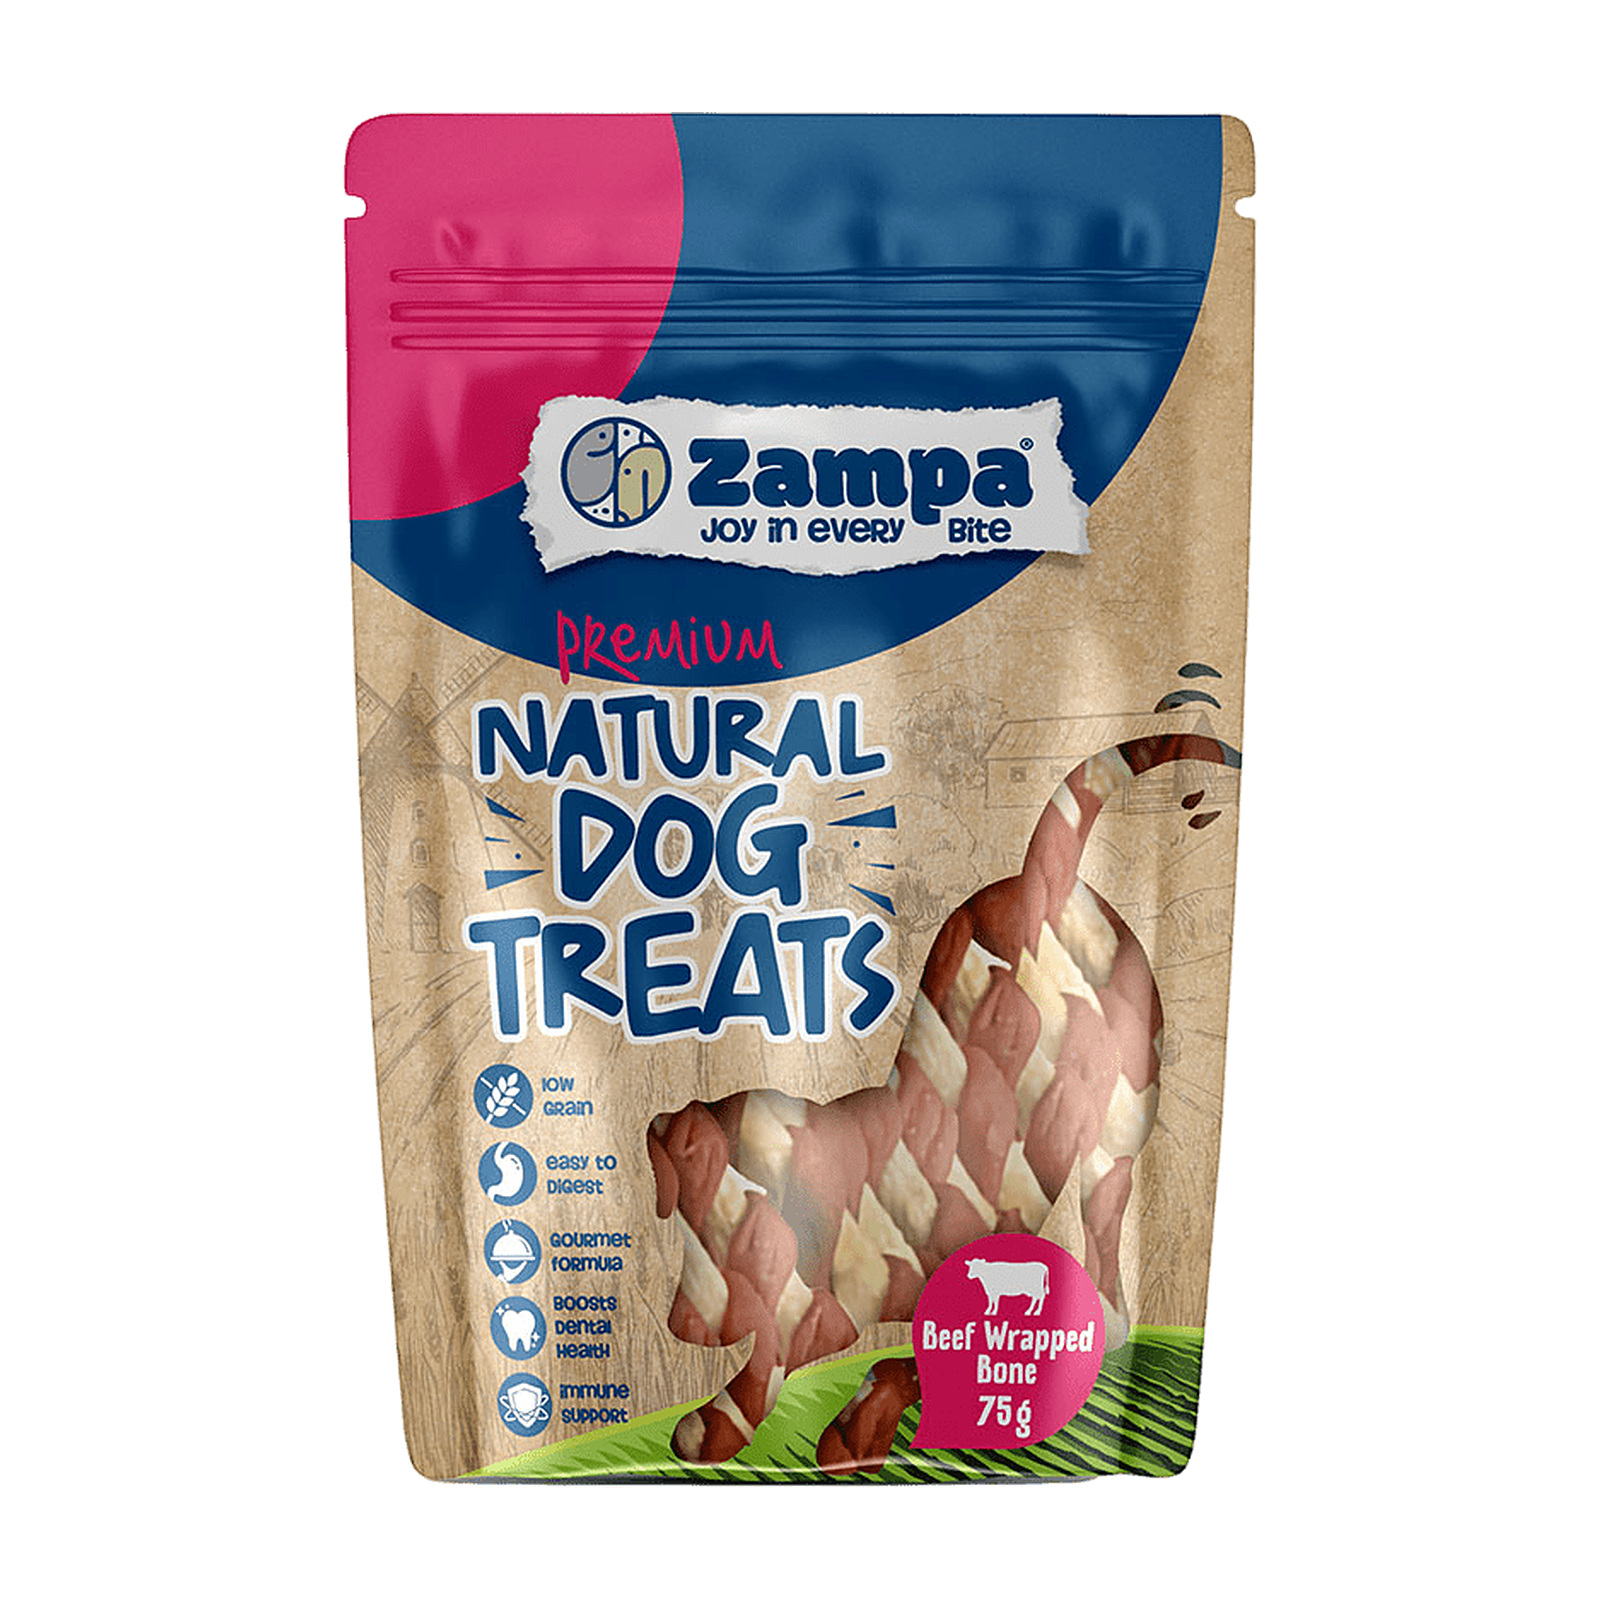 Zampa®
Joy in every Bite
Premium
NATURAL
DOG
TREATS
low
grain
easy to
digest
gourmet
formula
Boosts
Dental
Health
immune
support
Beef Wrapped
Bone
75g